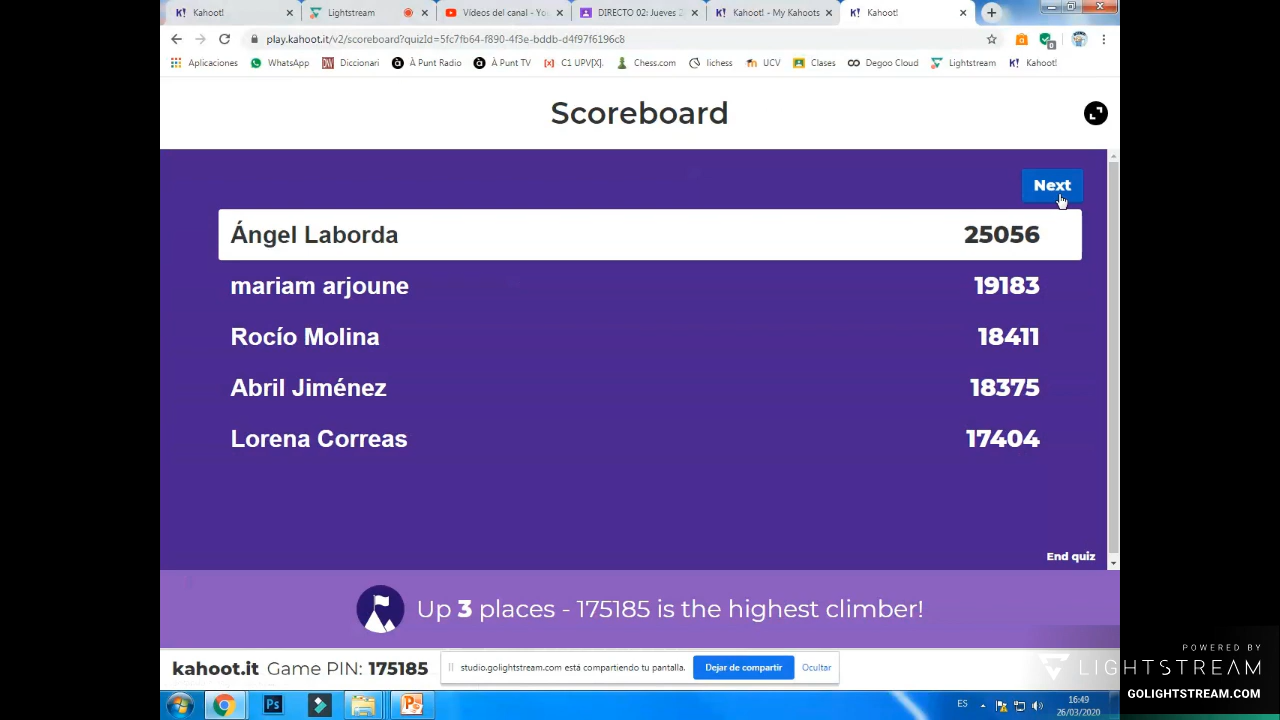 Kahoot!
Lightstream
Vídeos del canal - Yo
DIRECTO 02: Jueves 2
Kahoot! - My Kahoo
Kahoot!
play.kahoot.it/v2/scoreboard?quizId=5fc7fb64-f890-4f3e-bddb-d4f97f6196c8
Aplicaciones
WhatsApp
Diccionari
À Punt Radio
À Punt TV
C1 UPV[X].
Chess.com
lichess
UCV
Clases
Degoo Cloud
Lightstream
Kahoot!
Scoreboard
Next
Ángel Laborda 25056
mariam arjoune 19183
Rocío Molina 18411
Abril Jiménez 18375
Lorena Correas 17404
End quiz
Up 3 places - 175185 is the highest climber!
kahoot.it Game PIN: 175185
studio.golightstream.com está compartiendo tu pantalla.
Dejar de compartir
Ocultar
POWERED BY
LIGHTSTREAM
GOLIGHTSTREAM.COM
ES
16:49
26/03/2020